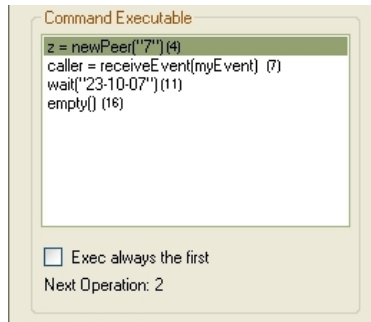 Command Executable
z = newPeer("7") (4)
caller = receiveEvent(myEvent) (7)
wait("23-10-07") (11)
empty() (16)
Exec always the first
Next Operation: 2